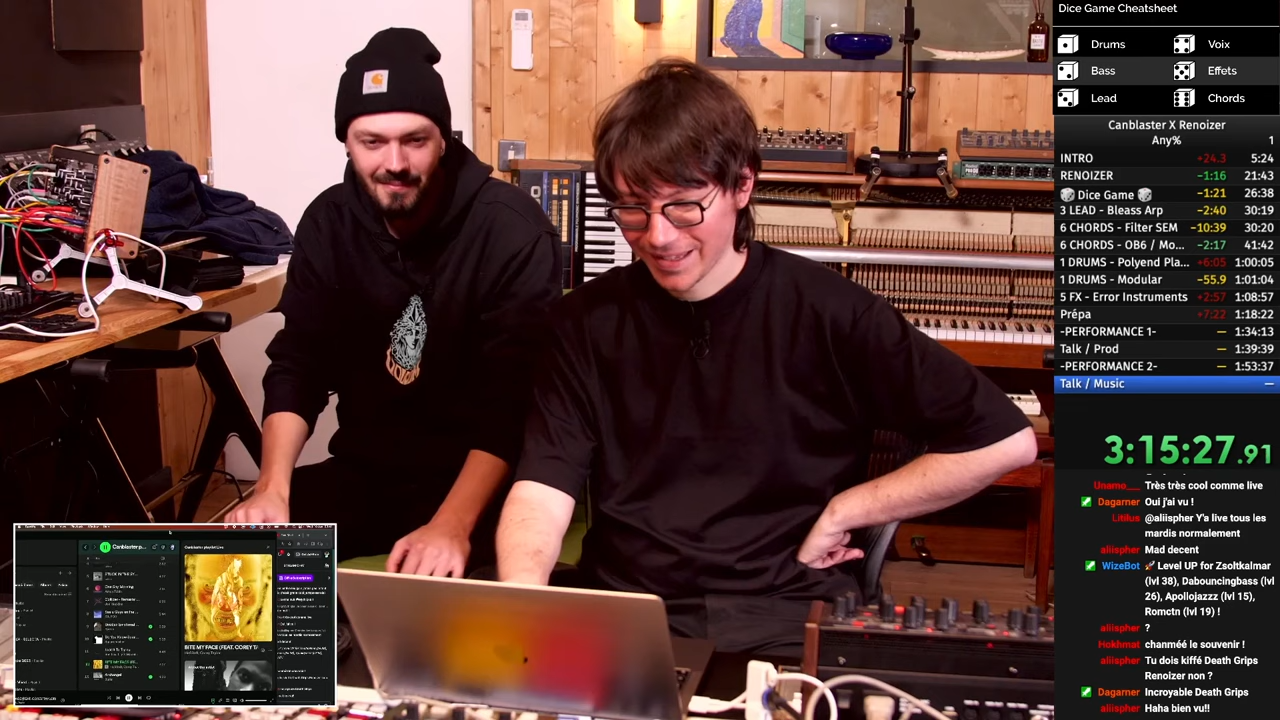 Dice Game Cheatsheet
Drums
Voix
Bass
Effets
Lead
Chords
Canblaster X Renoizer
Any% 1
INTRO +24.3 5:24
RENOIZER −1:16 21:43
Dice Game −1:21 26:38
3 LEAD - Bleass Arp −2:40 30:19
6 CHORDS - Filter SEM −10:39 30:20
6 CHORDS - OB6 / Mo... −2:17 41:42
1 DRUMS - Polyend Pla... +6:05 1:00:05
1 DRUMS - Modular −55.9 1:01:04
5 FX - Error Instruments +2:57 1:08:57
Prépa +7:22 1:18:22
-PERFORMANCE 1- — 1:34:13
Talk / Prod — 1:39:39
-PERFORMANCE 2- — 1:53:37
Talk / Music —
3:15:27.91
Unamo__ Très très cool comme live
Dagarner Oui j'ai vu !
Litilus @aliispher Y'a live tous les
mardis normalement
aliispher Mad decent
WizeBot 🚀 Level UP for Zsoltkalmar
(lvl 20), 2abouncingbots (lvl
26), apollojazzz (lvl 15),
Romctn (lvl 19) !
aliispher ?
Hokhmat chaméé le souvenir !
aliispher Tu dois kiffé Death grips
Renoizer non ?
Dagarner Incroyable Death Grips
aliispher Haha bien vu!!
Canblaster p...
BITE MY FACE (FEAT. COREY T